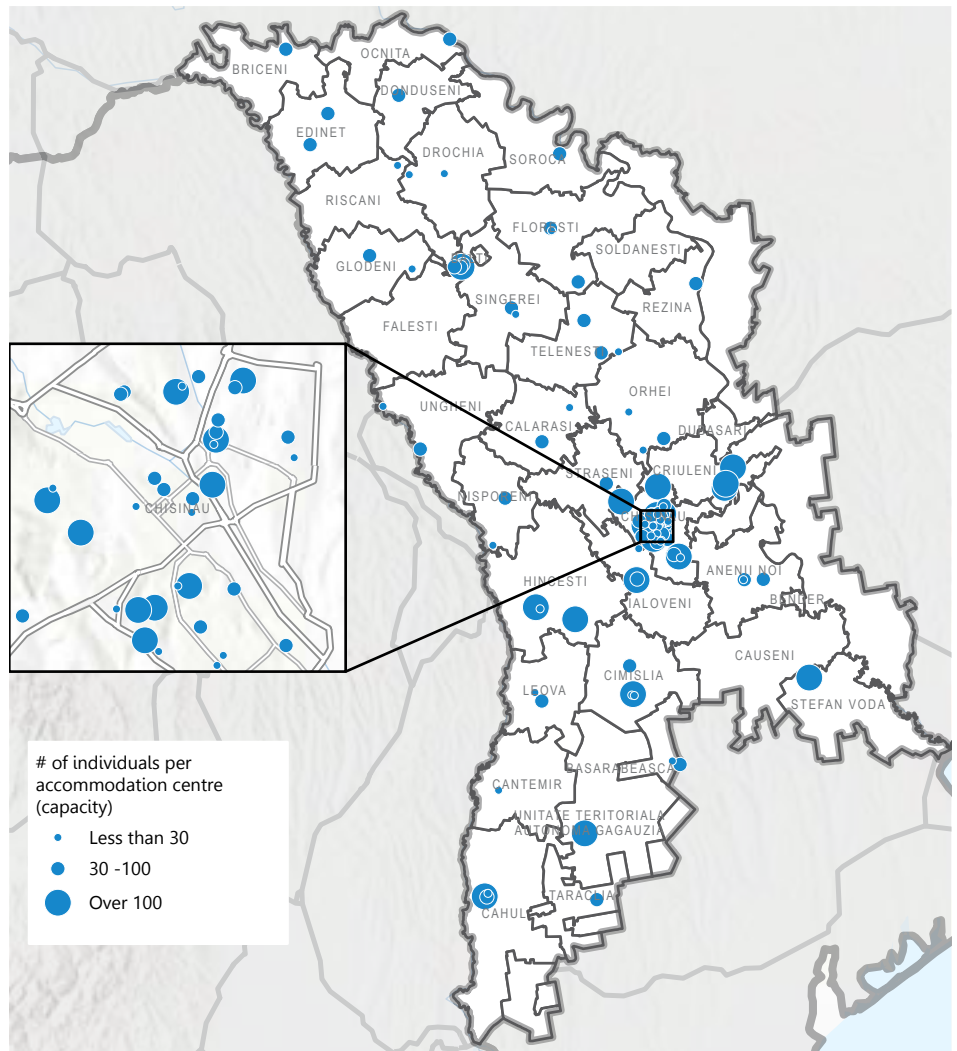 OCNITA
BRICENI
DONDUSENI
EDINET
DROCHIA
SOROCA
RISCANI
FLORESTI
SOLDANESTI
GLODENI
SINGEREI
REZINA
FALESTI
TELENESTI
ORHEI
UNGHENI
CALARASI
DUBASARI
STRASENI
CRIULENI
NISPORENI
CHISINAU
CHISINAU
ANENII NOI
HINCESTI
BENDER
IALOVENI
CAUSENI
CIMISLIA
LEOVA
STEFAN VODA
BASARABEASCA
CANTEMIR
UNITATE TERITORIALA
AUTONOMA GAGAUZIA
TARACLIA
CAHUL
# of individuals per
accommodation centre
(capacity)
Less than 30
30 -100
Over 100